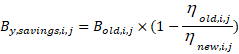 B_{y,savings,i,j} = B_{old,i,j} × (1 − η_{old,i,j} / η_{new,i,j})